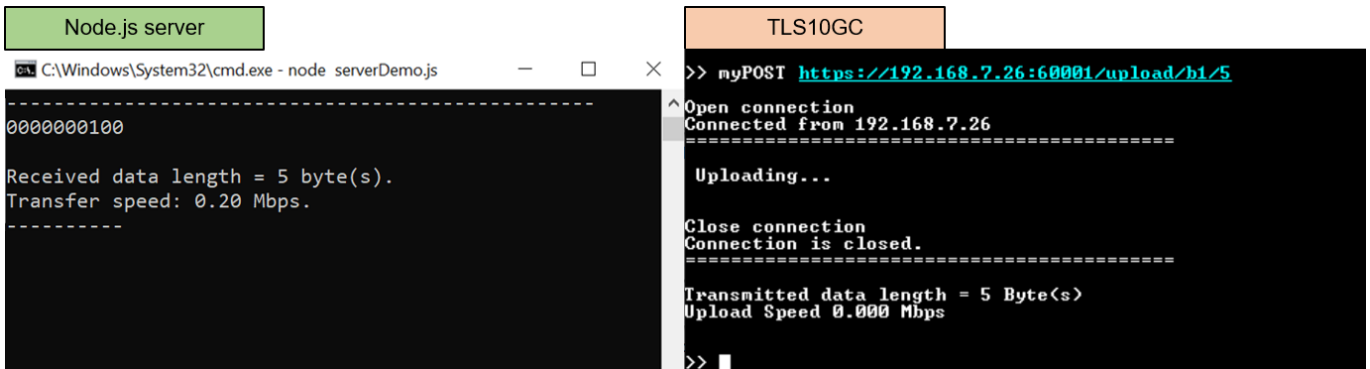 Node.js server
C:\Windows\System32\cmd.exe - node  serverDemo.js
---------------------------------------------------
0000000100
Received data length = 5 byte(s).
Transfer speed: 0.20 Mbps.
----------
TLS10GC
>> myPOST https://192.168.7.26:60001/upload/b1/5
Open connection
Connected from 192.168.7.26
============================================
Uploading...
Close connection
Connection is closed.
============================================
Transmitted data length = 5 Byte(s)
Upload Speed 0.000 Mbps
>>